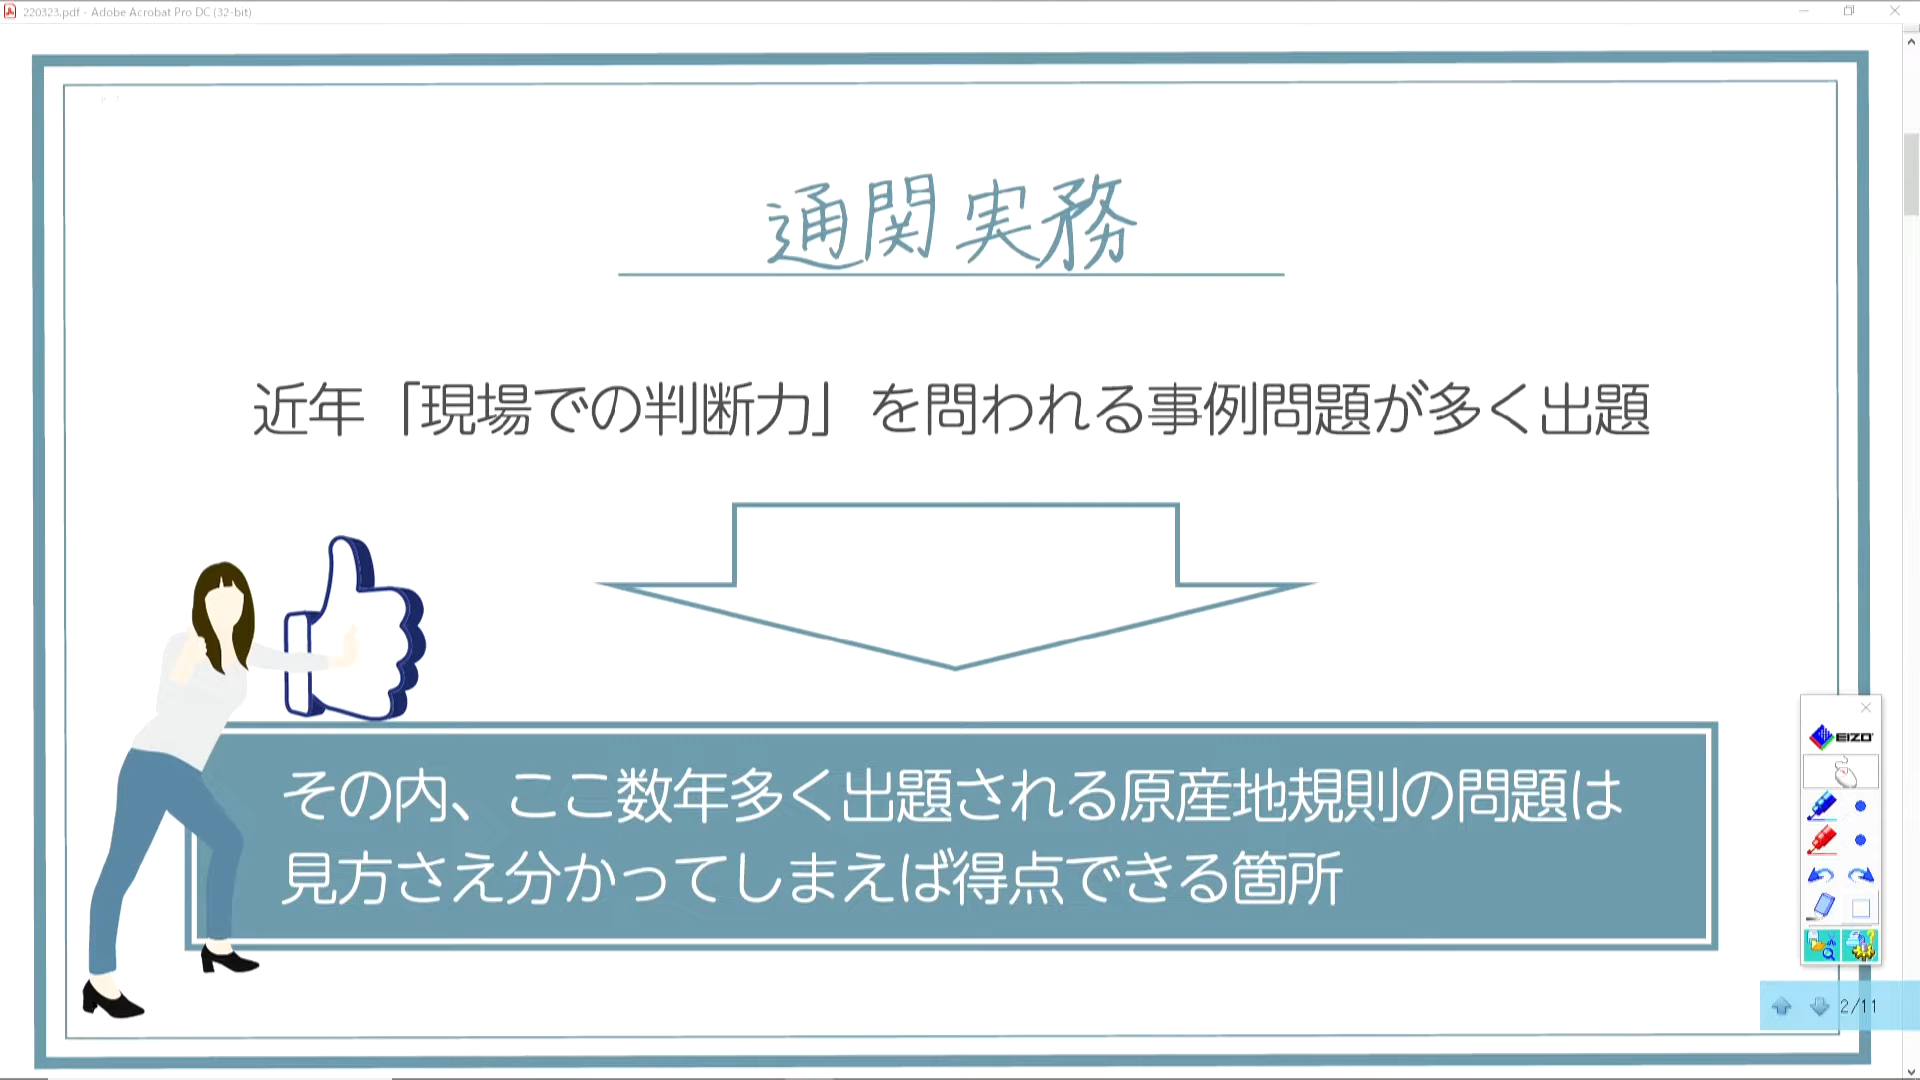 220323.pdf - Adobe Acrobat Pro DC (32-bit)
通関実務
近年「現場での判断力」を問われる事例問題が多く出題
その内、ここ数年多く出題される原産地規則の問題は
見方さえ分かってしまえば得点できる箇所
EIZO
2/11